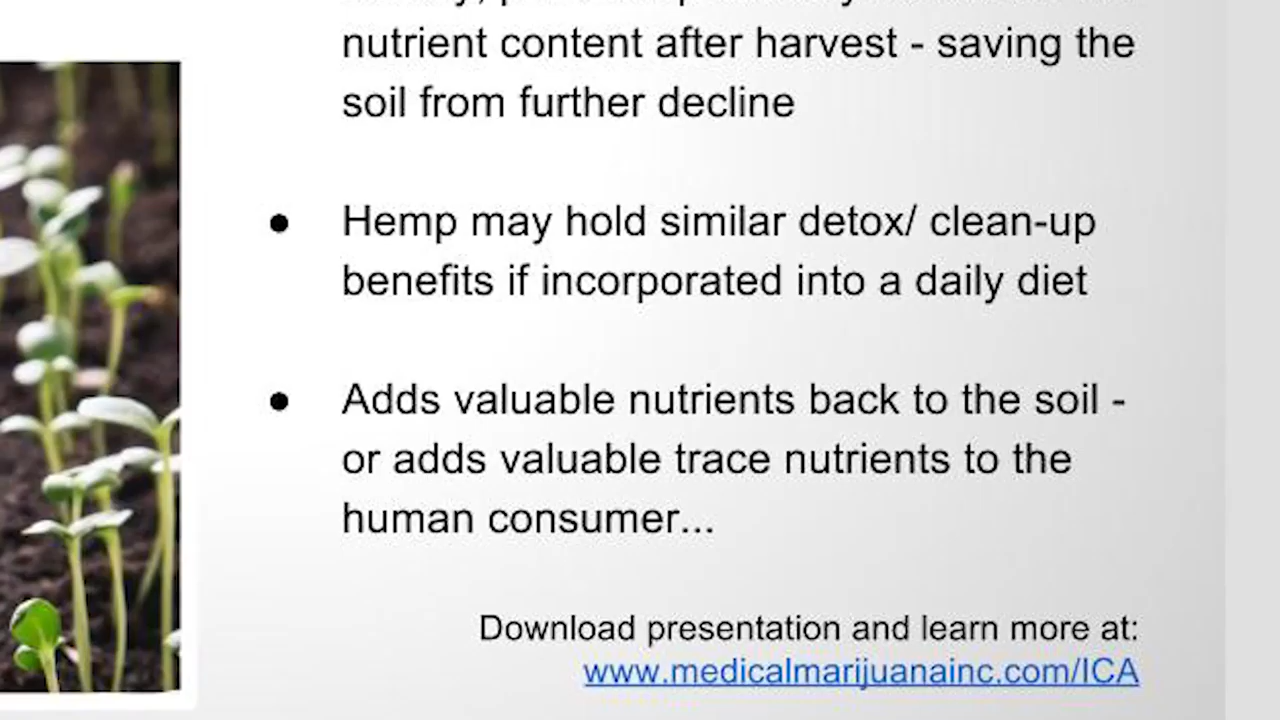 nutrient content after harvest - saving the
soil from further decline
● Hemp may hold similar detox/ clean-up
benefits if incorporated into a daily diet
● Adds valuable nutrients back to the soil -
or adds valuable trace nutrients to the
human consumer...
Download presentation and learn more at:
www.medicalmarijuanainc.com/ICA